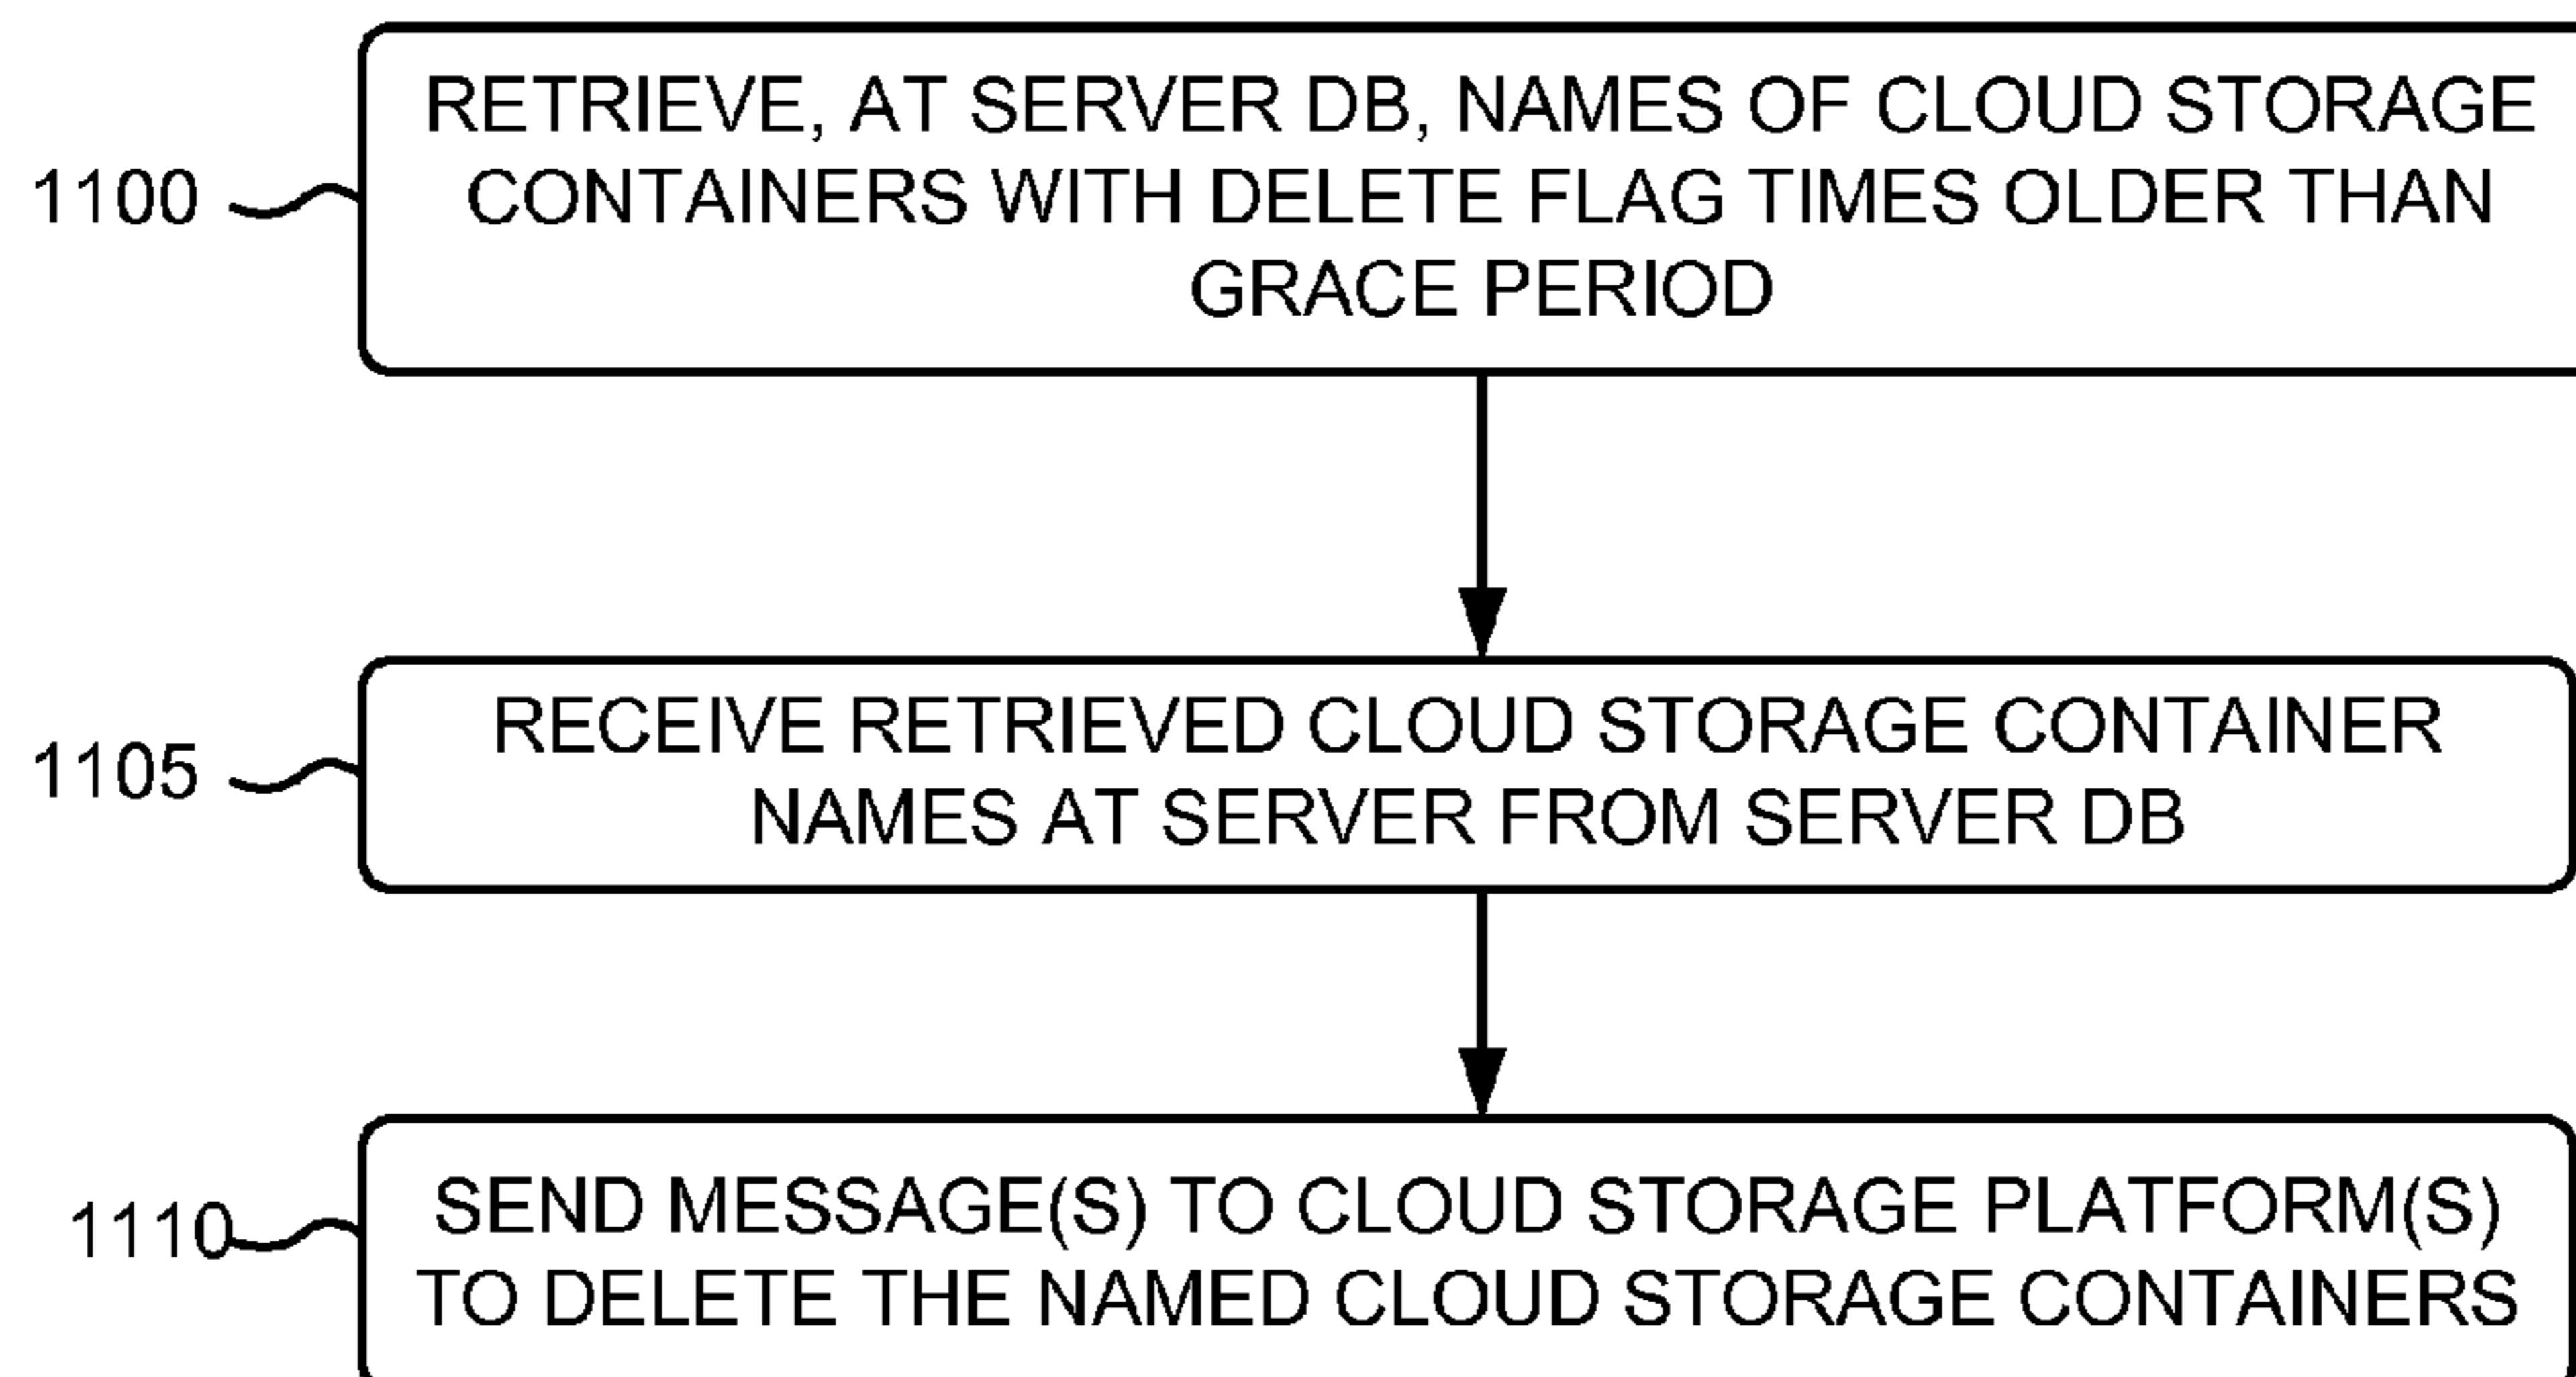 1100
RETRIEVE, AT SERVER DB, NAMES OF CLOUD STORAGE
CONTAINERS WITH DELETE FLAG TIMES OLDER THAN
GRACE PERIOD
1105
RECEIVE RETRIEVED CLOUD STORAGE CONTAINER
NAMES AT SERVER FROM SERVER DB
1110
SEND MESSAGE(S) TO CLOUD STORAGE PLATFORM(S)
TO DELETE THE NAMED CLOUD STORAGE CONTAINERS